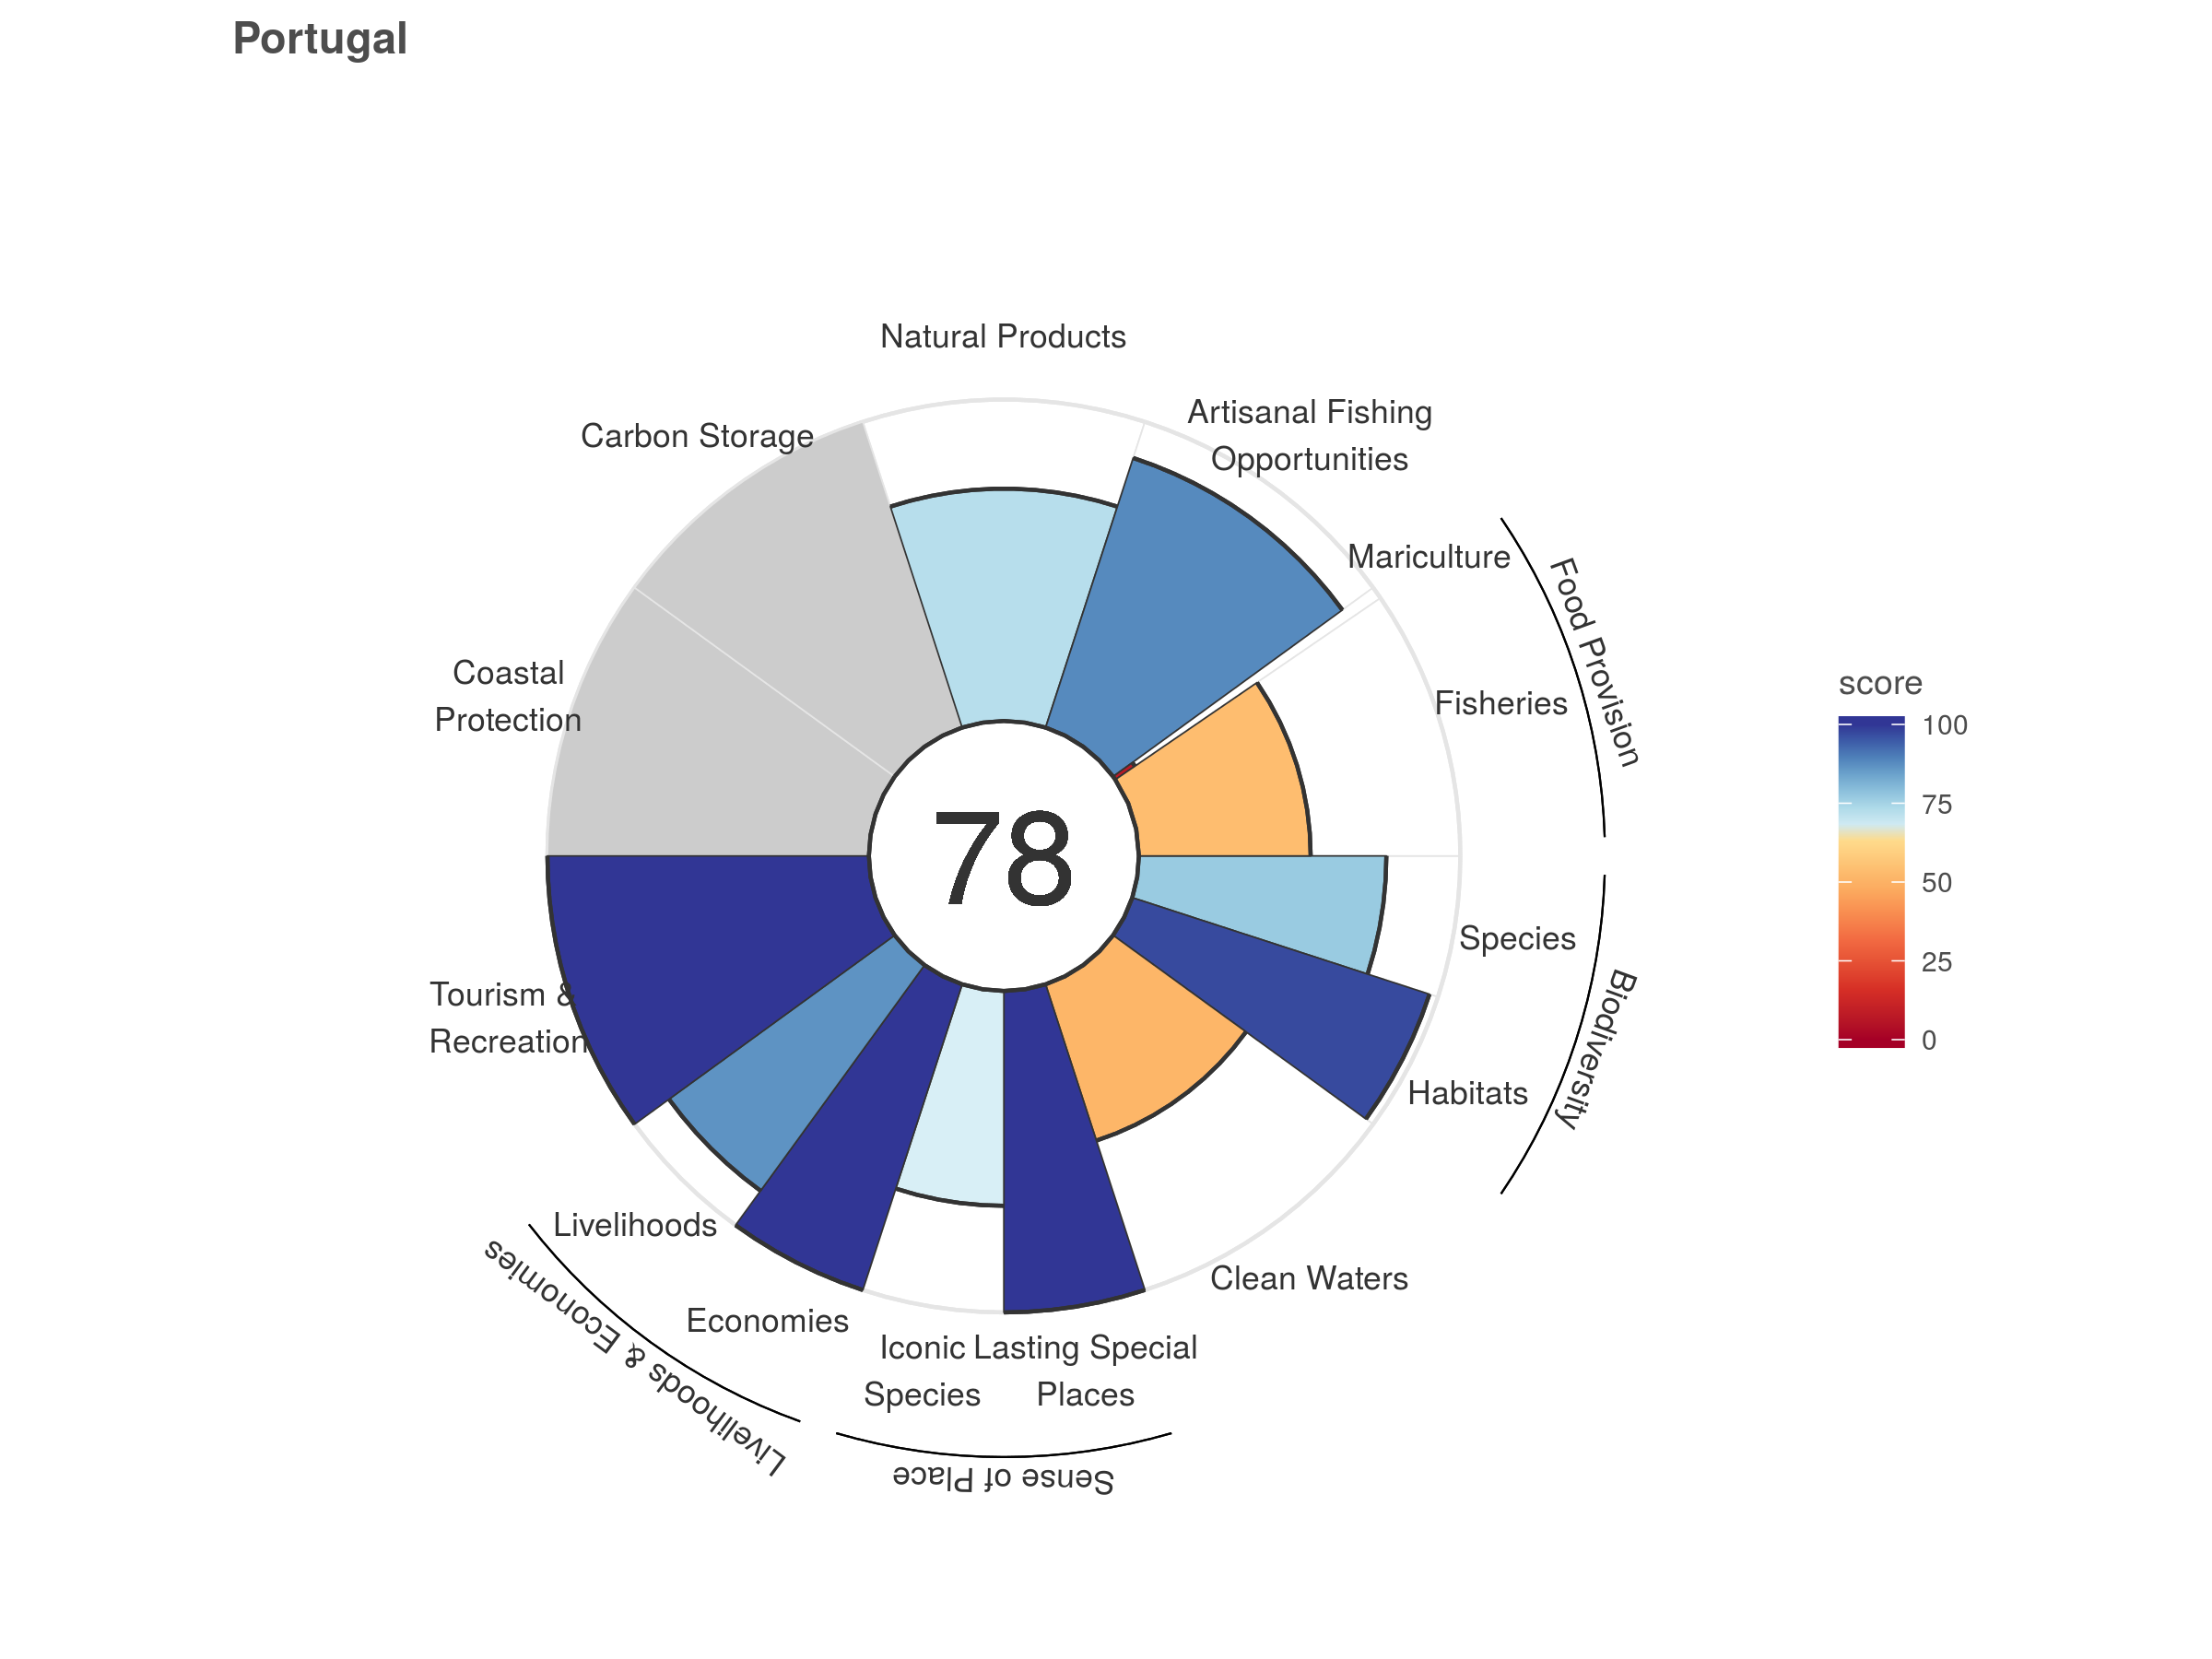 Portugal
Natural Products
Artisanal Fishing
Opportunities
Carbon Storage
Mariculture
Food Provision
Fisheries
Coastal
Protection
score
100
75
50
25
0
78
Species
Biodiversity
Tourism &
Recreation
Habitats
Livelihoods
Clean Waters
Economies
Livelihoods & Economies
Iconic
Species
Lasting Special
Places
Sense of Place